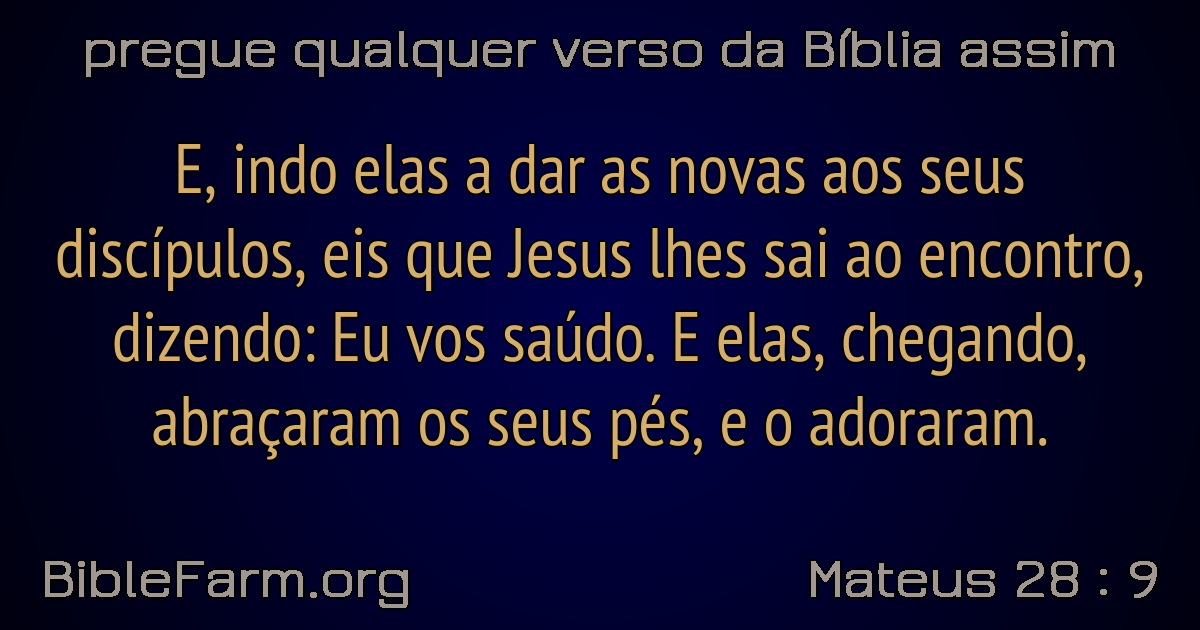 pregue qualquer verso da Bíblia assim
E, indo elas a dar as novas aos seus
discípulos, eis que Jesus lhes sai ao encontro,
dizendo: Eu vos saúdo. E elas, chegando,
abraçaram os seus pés, e o adoraram.
BibleFarm.org
Mateus 28 : 9